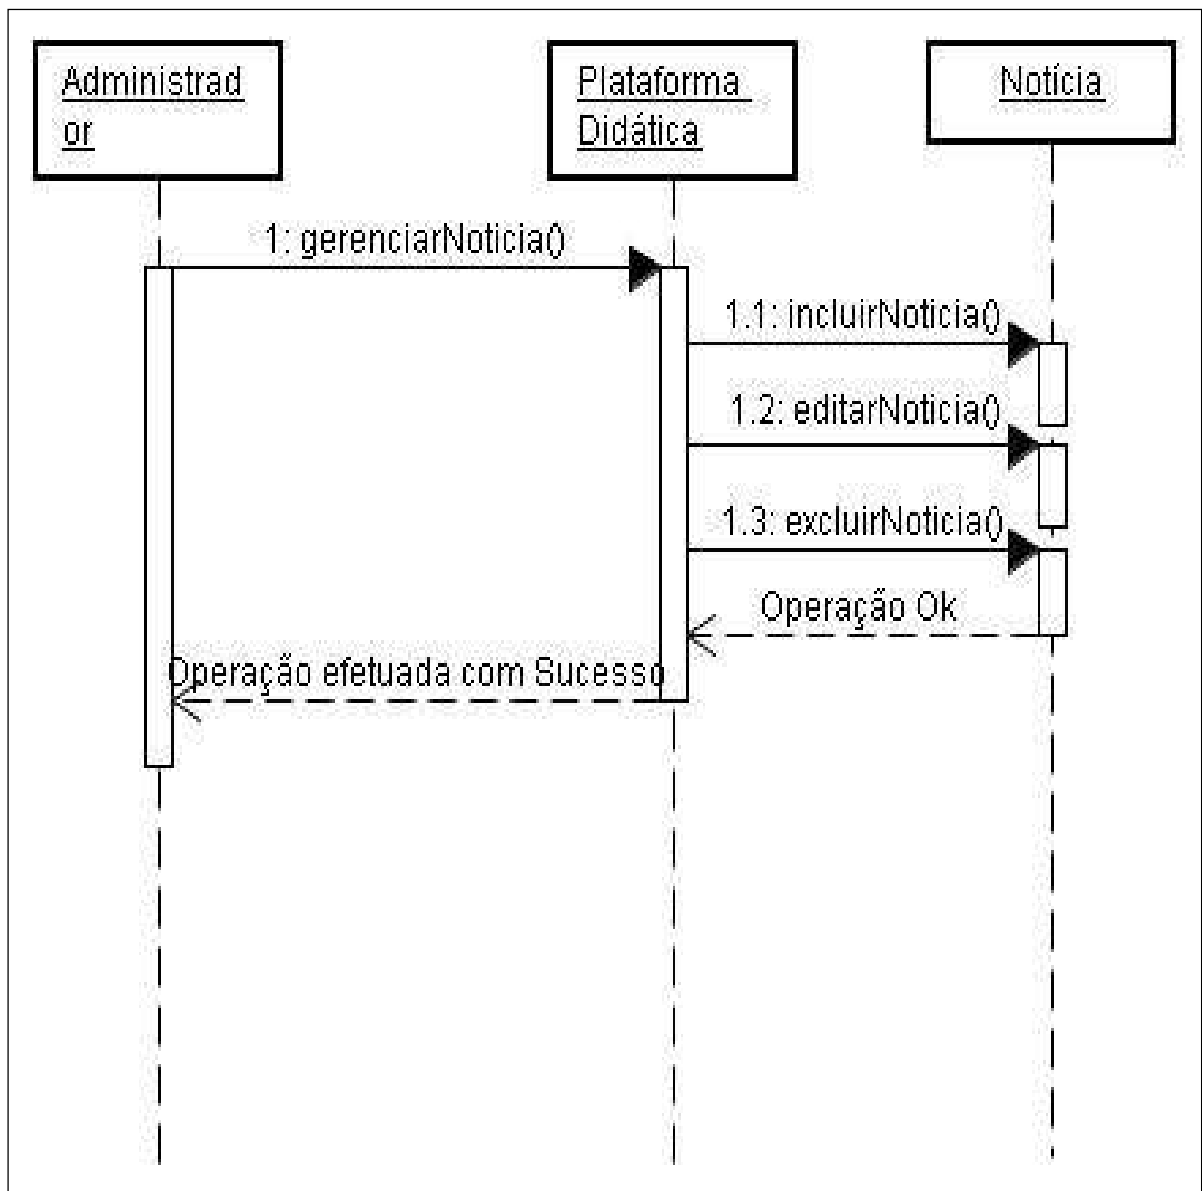 Administrad
or
Plataforma
Didática
Notícia
1: gerenciarNoticia()
1.1: incluirNoticia()
1.2: editarNoticia()
1.3: excluirNoticia()
Operação Ok
Operação efetuada com Sucesso